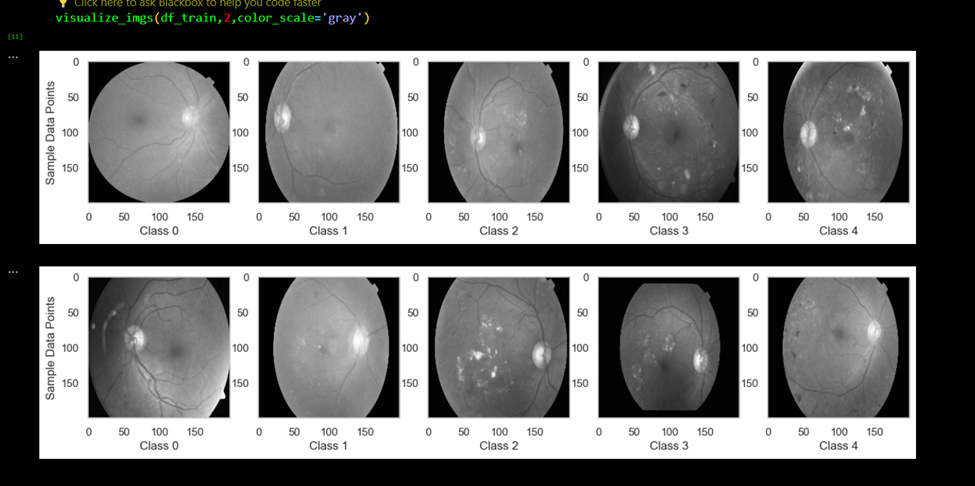 Click here to ask Blackbox to help you code faster
visualize_imgs(df_train,2,color_scale='gray')
[11]
...
Sample Data Points
0 0 0 0 0
50 50 50 50 50
100 100 100 100 100
150 150 150 150 150
0 50 100 150 0 50 100 150 0 50 100 150 0 50 100 150 0 50 100 150
Class 0 Class 1 Class 2 Class 3 Class 4
...
Sample Data Points
0 0 0 0 0
50 50 50 50 50
100 100 100 100 100
150 150 150 150 150
0 50 100 150 0 50 100 150 0 50 100 150 0 50 100 150 0 50 100 150
Class 0 Class 1 Class 2 Class 3 Class 4